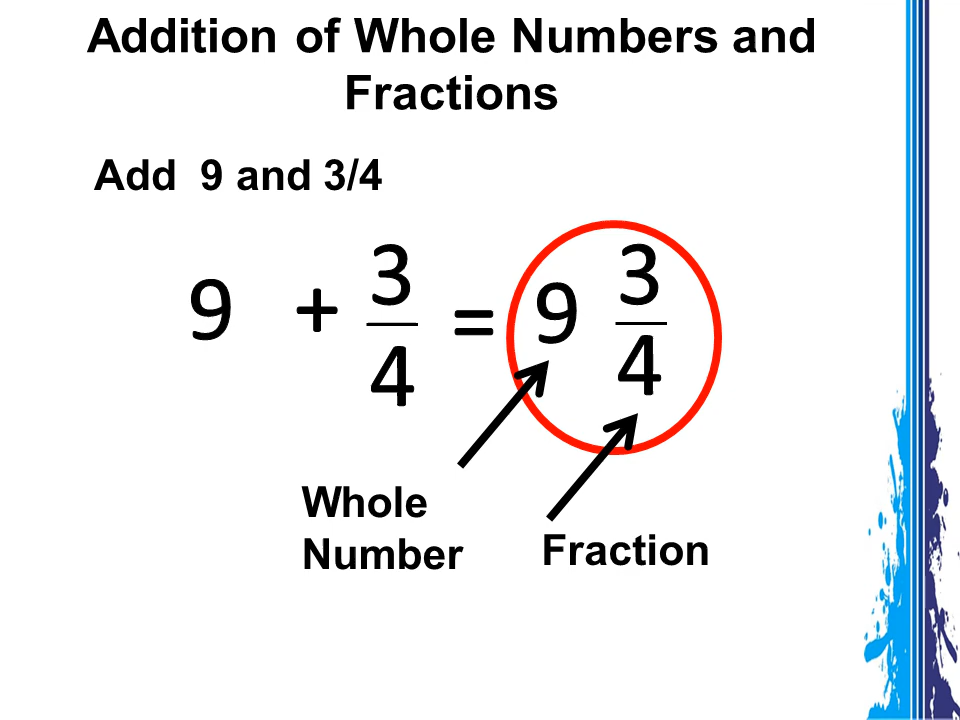 Addition of Whole Numbers and
Fractions
Add 9 and 3/4
9 + 3/4 = 9 3/4
Whole
Number
Fraction